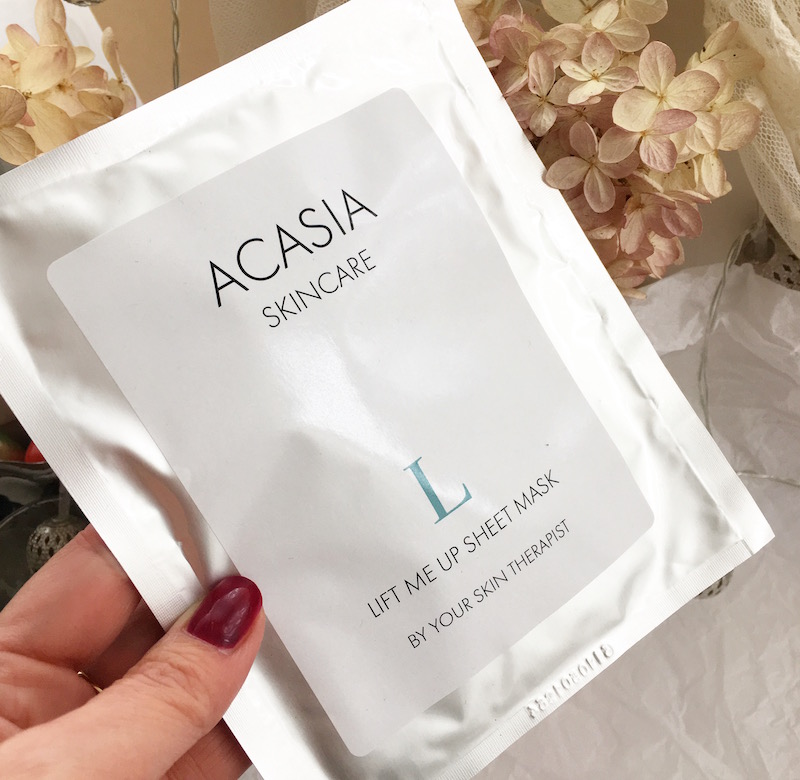 ACASIA
SKINCARE
L
LIFT ME UP SHEET MASK
BY YOUR SKIN THERAPIST